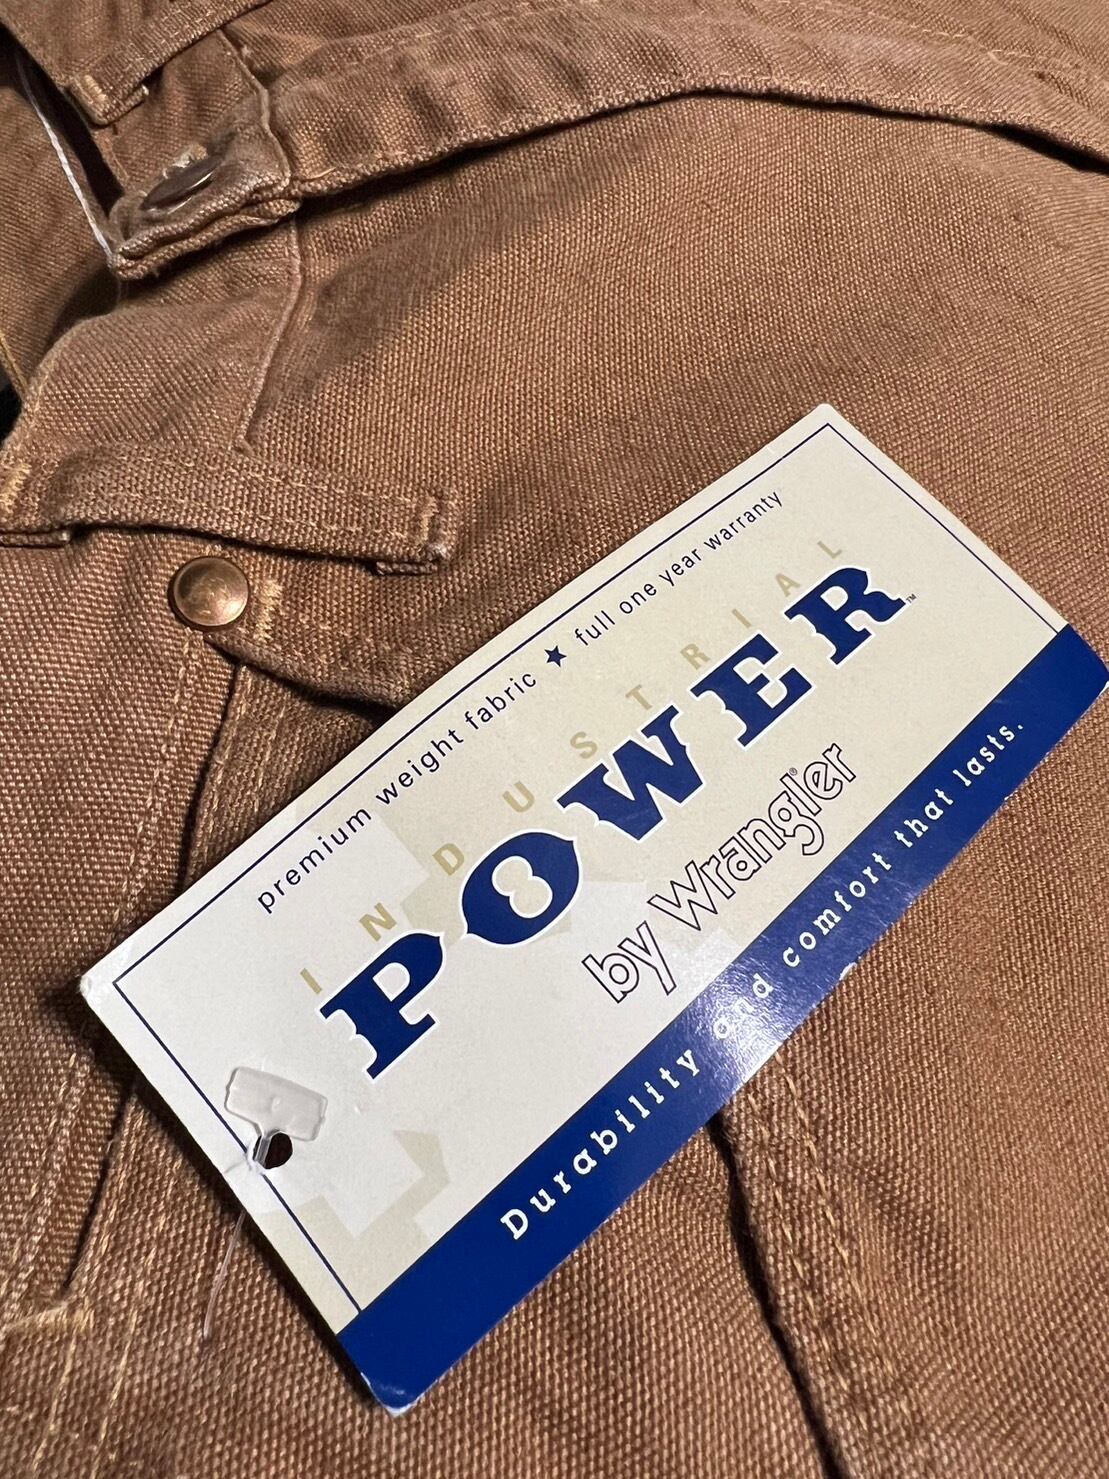 premium weight fabric ★ full one year warranty
INDUSTRIAL
POWER™
by Wrangler®
Durability and comfort that lasts.